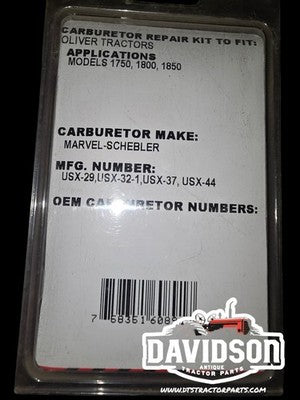 CARBURETOR REPAIR KIT TO FIT:
OLIVER TRACTORS
APPLICATIONS
MODELS 1750, 1800, 1850
CARBURETOR MAKE:
MARVEL-SCHEBLER
MFG. NUMBER:
USX-29,USX-32-1,USX-37, USX-44
OEM CARBURETOR NUMBERS:
DAVIDSON
ANTIQUE
TRACTOR PARTS
WWW.DTSTRACTORPARTS.COM